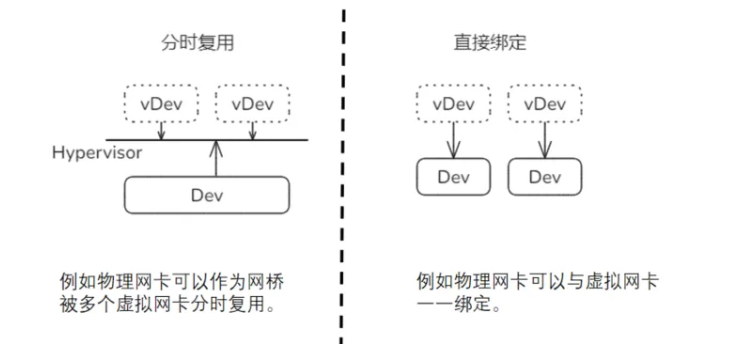 分时复用
vDev
vDev
Hypervisor
Dev
例如物理网卡可以作为网桥
被多个虚拟网卡分时复用。
直接绑定
vDev
vDev
Dev
Dev
例如物理网卡可以与虚拟网卡
一一绑定。